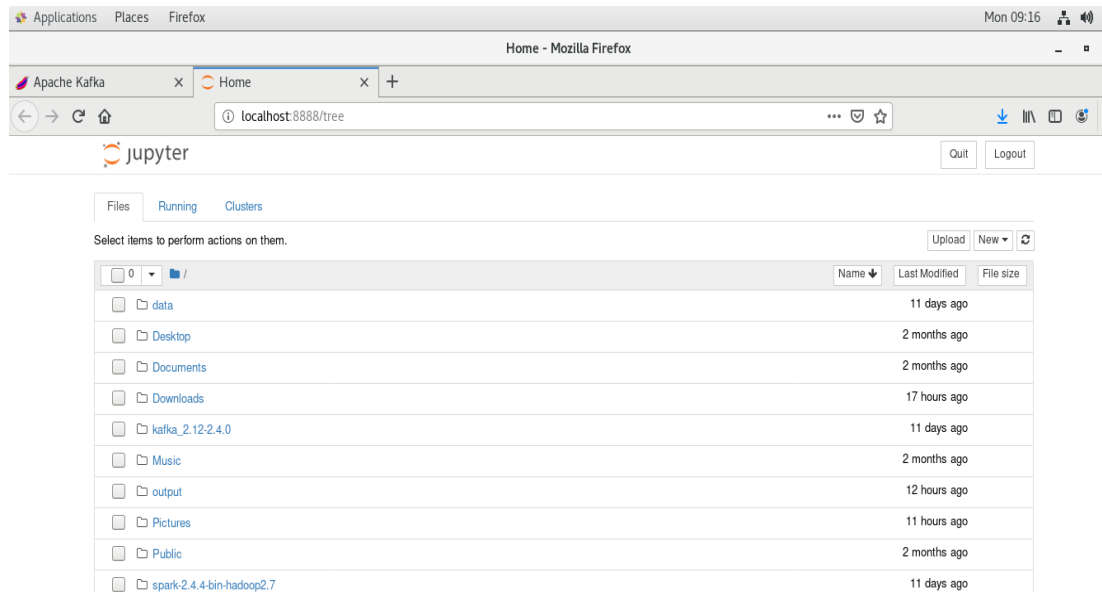 Applications Places Firefox Mon 09:16
Home - Mozilla Firefox
Apache Kafka Home
localhost:8888/tree
jupyter Quit Logout
Files Running Clusters
Select items to perform actions on them. Upload New
0 / Name Last Modified File size
data 11 days ago
Desktop 2 months ago
Documents 2 months ago
Downloads 17 hours ago
kafka_2.12-2.4.0 11 days ago
Music 2 months ago
output 12 hours ago
Pictures 11 hours ago
Public 2 months ago
spark-2.4.4-bin-hadoop2.7 11 days ago